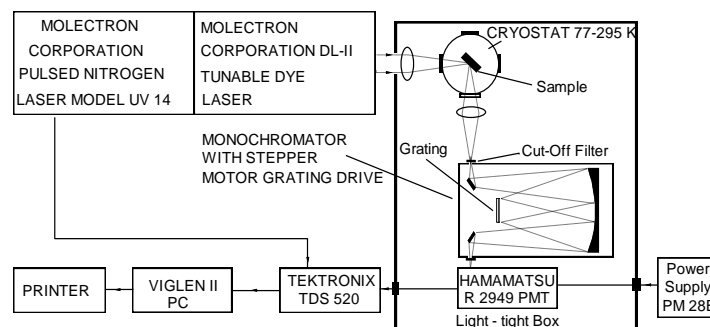 MOLECTRON
CORPORATION
PULSED NITROGEN
LASER MODEL UV 14
MOLECTRON
CORPORATION DL-II
TUNABLE DYE
LASER
CRYOSTAT 77-295 K
Sample
MONOCHROMATOR
WITH STEPPER
MOTOR GRATING DRIVE
Grating
Cut-Off Filter
PRINTER
VIGLEN II
PC
TEKTRONIX
TDS 520
HAMAMATSU
R 2949 PMT
Light - tight Box
Power
Supply
PM 28B